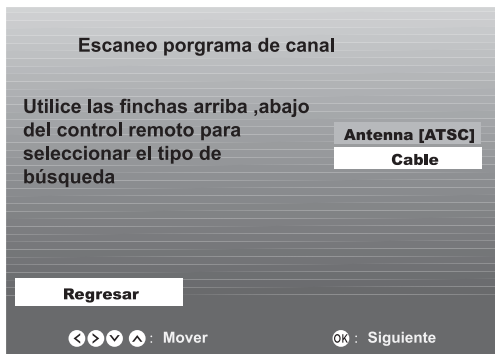 Escaneo porgrama de canal
Utilice las finchas arriba ,abajo
del control remoto para
seleccionar el tipo de
búsqueda
Antenna [ATSC]
Cable
Regresar
: Mover
OK : Siguiente